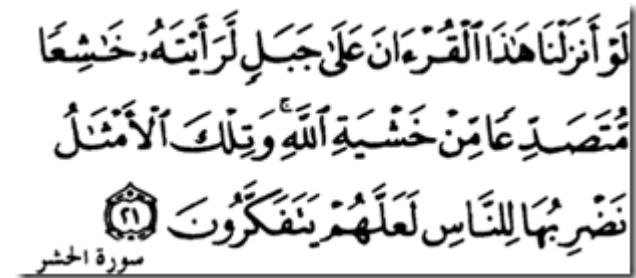 لَوْ أَنزَلْنَا هَٰذَا ٱلْقُرْءَانَ عَلَىٰ جَبَلٍ لَّرَأَيْتَهُۥ خَٰشِعًا
مُّتَصَدِّعًا مِّنْ خَشْيَةِ ٱللَّهِ ۚ وَتِلْكَ ٱلْأَمْثَٰلُ
نَضْرِبُهَا لِلنَّاسِ لَعَلَّهُمْ يَتَفَكَّرُونَ ٢١
سورة الحشر